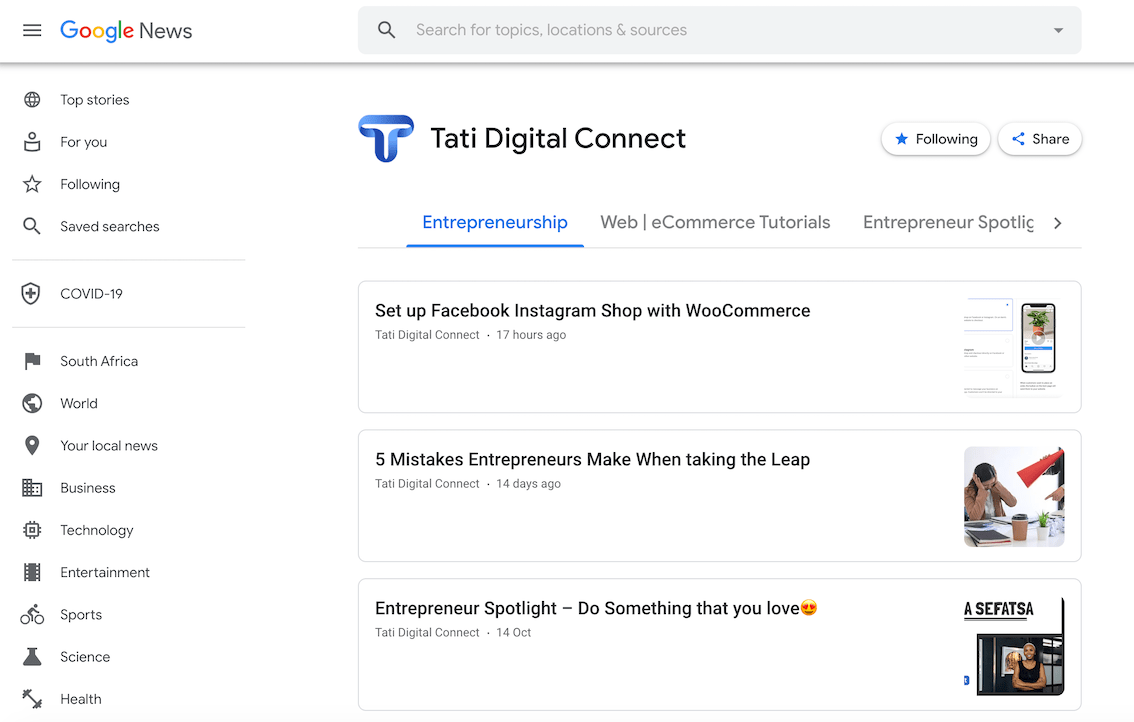 Google News
Search for topics, locations & sources
Top stories
For you
Following
Saved searches
COVID-19
South Africa
World
Your local news
Business
Technology
Entertainment
Sports
Science
Health
Tati Digital Connect
Following
Share
Entrepreneurship
Web | eCommerce Tutorials
Entrepreneur Spotlig
Set up Facebook Instagram Shop with WooCommerce
Tati Digital Connect · 17 hours ago
5 Mistakes Entrepreneurs Make When taking the Leap
Tati Digital Connect · 14 days ago
Entrepreneur Spotlight – Do Something that you love😍
Tati Digital Connect · 14 Oct
A SEFATSA